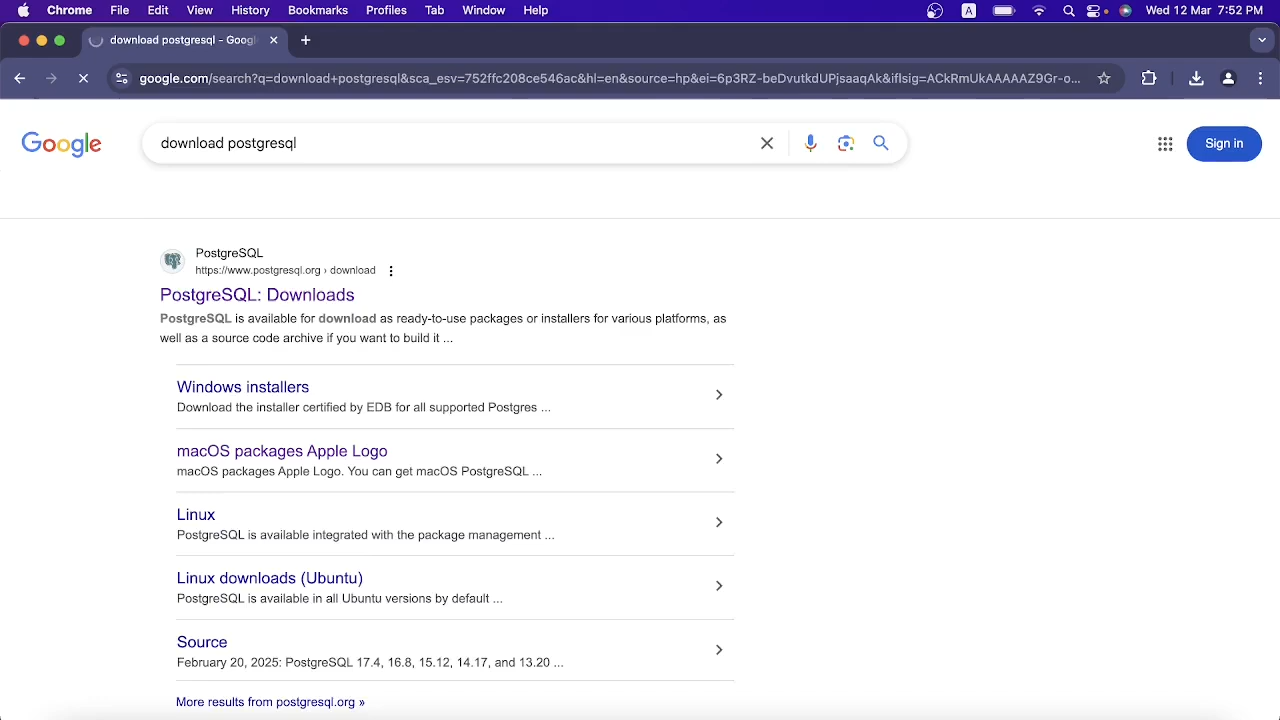 Chrome File Edit View History Bookmarks Profiles Tab Window Help A Wed 12 Mar 7:52 PM
download postgresql - Googl
google.com/search?q=download+postgresql&sca_esv=752ffc208ce546ac&hl=en&source=hp&ei=6p3RZ-beDvutkdUPjsaaqAk&iflsig=ACkRmUkAAAAAZ9Gr-o...
Google
download postgresql
Sign in
PostgreSQL
https://www.postgresql.org › download
PostgreSQL: Downloads
PostgreSQL is available for download as ready-to-use packages or installers for various platforms, as
well as a source code archive if you want to build it ...
Windows installers
Download the installer certified by EDB for all supported Postgres ...
macOS packages Apple Logo
macOS packages Apple Logo. You can get macOS PostgreSQL ...
Linux
PostgreSQL is available integrated with the package management ...
Linux downloads (Ubuntu)
PostgreSQL is available in all Ubuntu versions by default ...
Source
February 20, 2025: PostgreSQL 17.4, 16.8, 15.12, 14.17, and 13.20 ...
More results from postgresql.org »